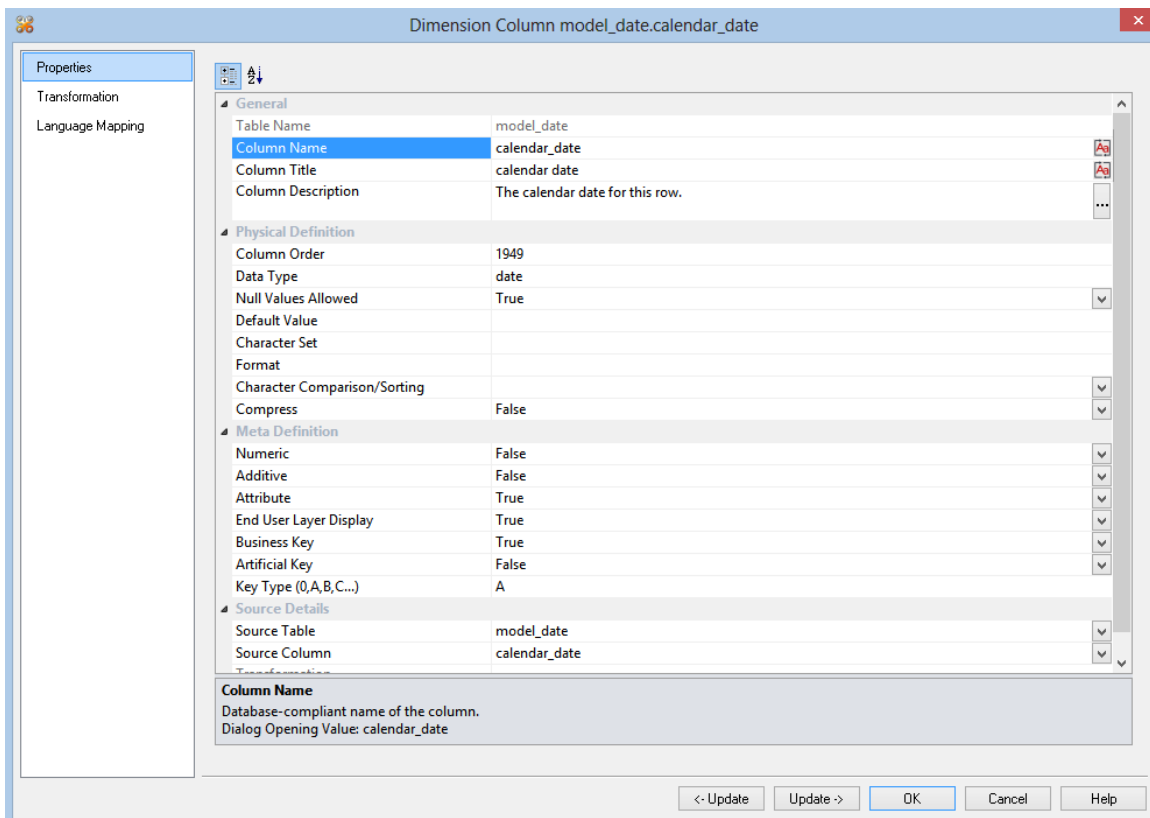 Dimension Column model_date.calendar_date
Properties
Transformation
Language Mapping
General
Table Name model_date
Column Name calendar_date
Column Title calendar date
Column Description The calendar date for this row.
...
Physical Definition
Column Order 1949
Data Type date
Null Values Allowed True
Default Value
Character Set
Format
Character Comparison/Sorting
Compress False
Meta Definition
Numeric False
Additive False
Attribute True
End User Layer Display True
Business Key True
Artificial Key False
Key Type (0,A,B,C...) A
Source Details
Source Table model_date
Source Column calendar_date
Transformation
Column Name
Database-compliant name of the column.
Dialog Opening Value: calendar_date
<- Update Update -> OK Cancel Help